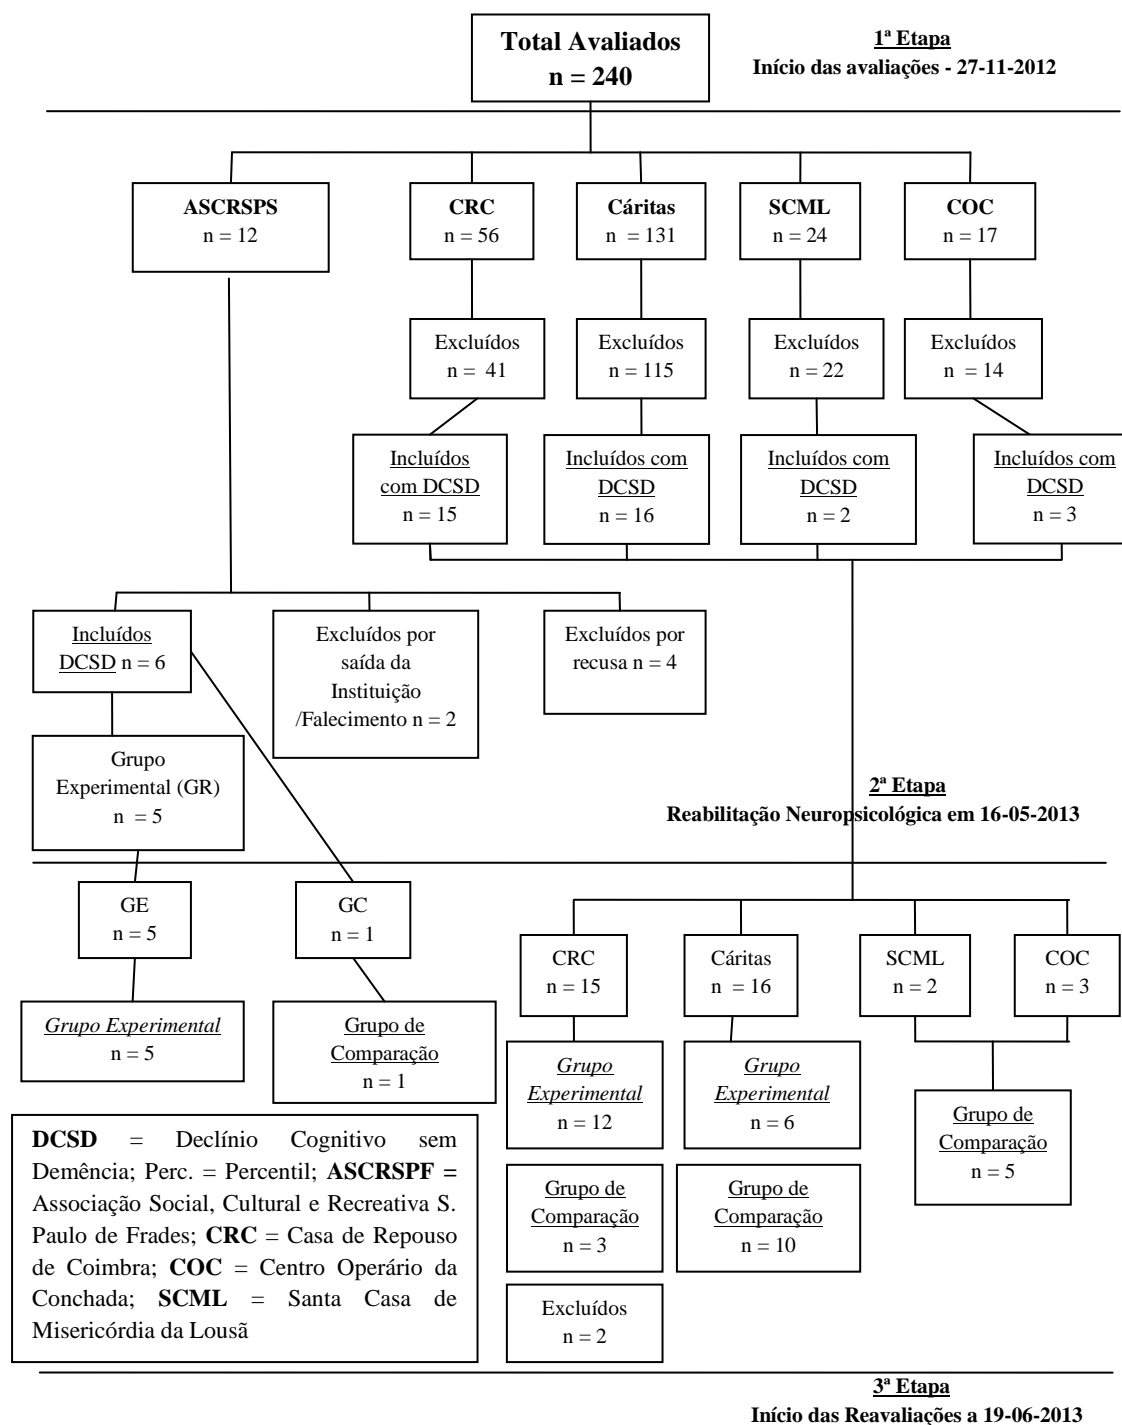 Total Avaliados
n = 240
1ª Etapa
Início das avaliações - 27-11-2012
ASCRSPS
n = 12
CRC
n = 56
Cáritas
n = 131
SCML
n = 24
COC
n = 17
Excluídos
n = 41
Excluídos
n = 115
Excluídos
n = 22
Excluídos
n = 14
Incluídos
com DCSD
n = 15
Incluídos com
DCSD
n = 16
Incluídos com
DCSD
n = 2
Incluídos com
DCSD
n = 3
Incluídos
DCSD n = 6
Excluídos por
saída da
Instituição
/Falecimento n = 2
Excluídos por
recusa n = 4
Grupo
Experimental (GR)
n = 5
2ª Etapa
Reabilitação Neuropsicológica em 16-05-2013
GE
n = 5
GC
n = 1
CRC
n = 15
Cáritas
n = 16
SCML
n = 2
COC
n = 3
Grupo Experimental
n = 5
Grupo de
Comparação
n = 1
Grupo
Experimental
n = 12
Grupo
Experimental
n = 6
Grupo de
Comparação
n = 5
Grupo de
Comparação
n = 3
Grupo de
Comparação
n = 10
Excluídos
n = 2
DCSD = Declínio Cognitivo sem
Demência; Perc. = Percentil; ASCRSPF =
Associação Social, Cultural e Recreativa S.
Paulo de Frades; CRC = Casa de Repouso
de Coimbra; COC = Centro Operário da
Conchada; SCML = Santa Casa de
Misericórdia da Lousã
3ª Etapa
Início das Reavaliações a 19-06-2013